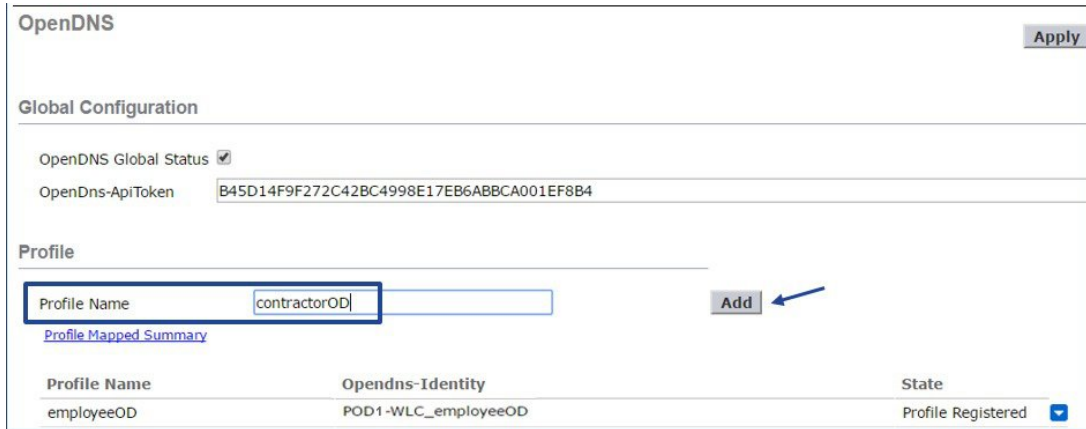 OpenDNS
Apply
Global Configuration
OpenDNS Global Status
OpenDns-ApiToken B45D14F9F272C42BC4998E17EB6ABBCA001EF8B4
Profile
Profile Name contractorOD Add
Profile Mapped Summary
Profile Name Opendns-Identity State
employeeOD POD1-WLC_employeeOD Profile Registered